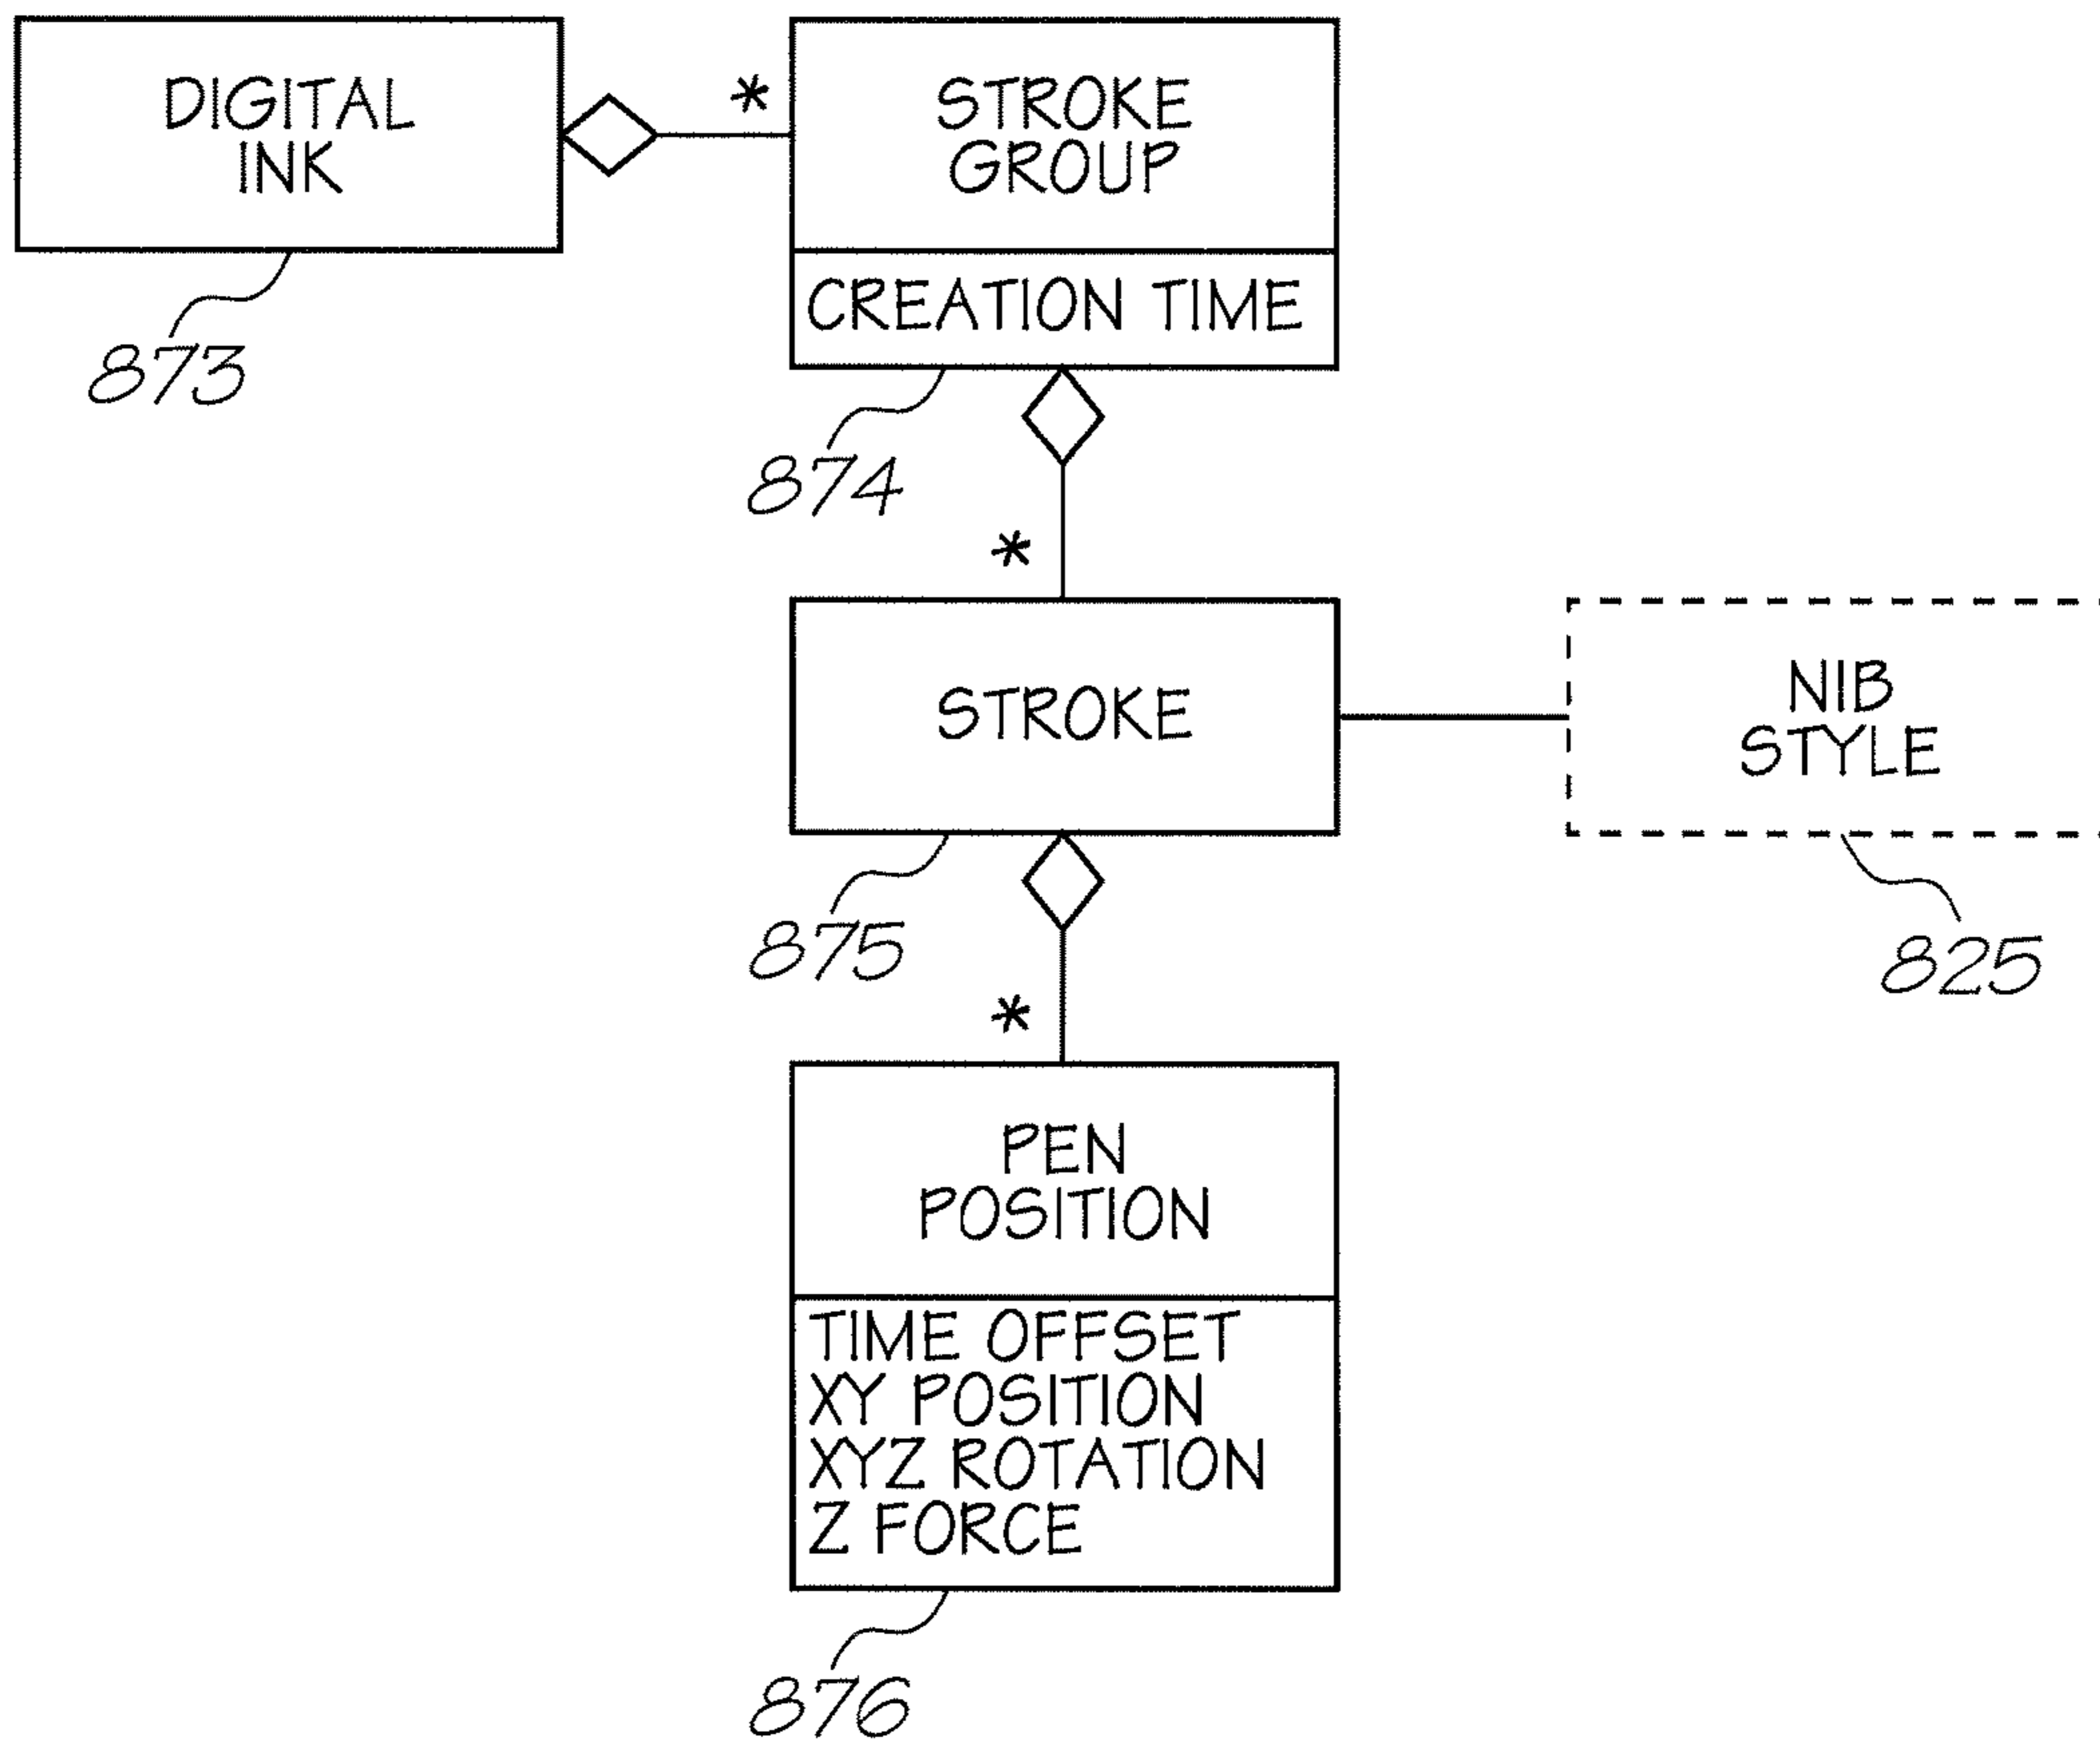 DIGITAL
INK
*
STROKE
GROUP
CREATION TIME
873
874
*
STROKE
NIB
STYLE
875
825
*
PEN
POSITION
TIME OFFSET
XY POSITION
XYZ ROTATION
Z FORCE
876